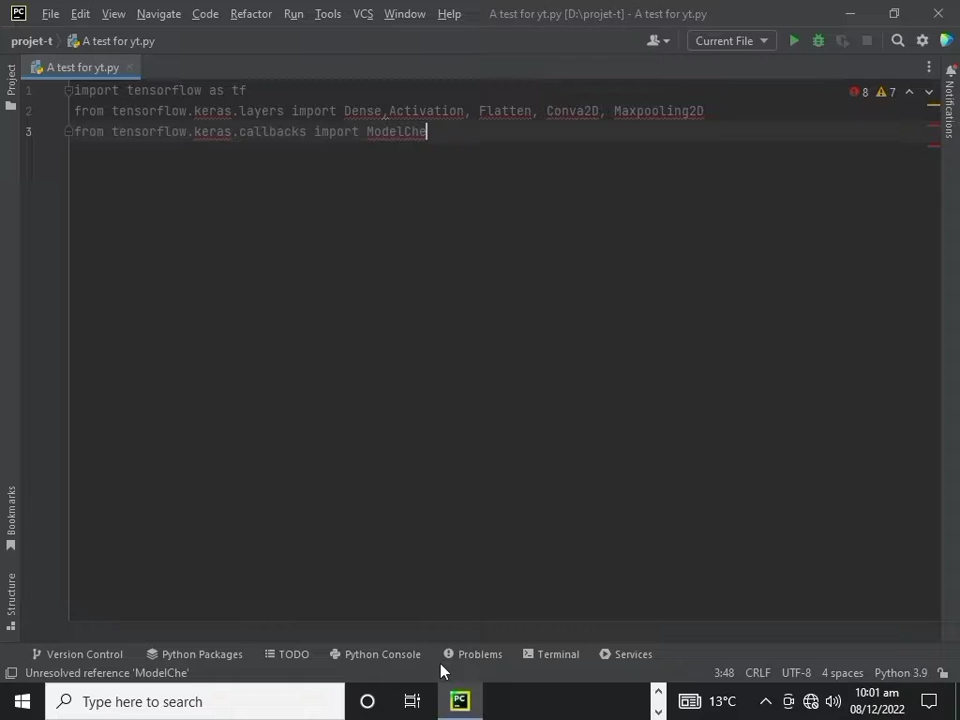 PC File Edit View Navigate Code Refactor Run Tools VCS Window Help A test for yt.py [D:\projet-t] - A test for yt.py
projet-t A test for yt.py Current File
Project A test for yt.py Notifications
1 import tensorflow as tf 8 7
2 from tensorflow.keras.layers import Dense,Activation, Flatten, Conva2D, Maxpooling2D
3 from tensorflow.keras.callbacks import ModelChe
Bookmarks
Structure
Version Control Python Packages TODO Python Console Problems Terminal Services
Unresolved reference 'ModelChe' 3:48 CRLF UTF-8 4 spaces Python 3.9
Type here to search PC 13°C 10:01 am
08/12/2022